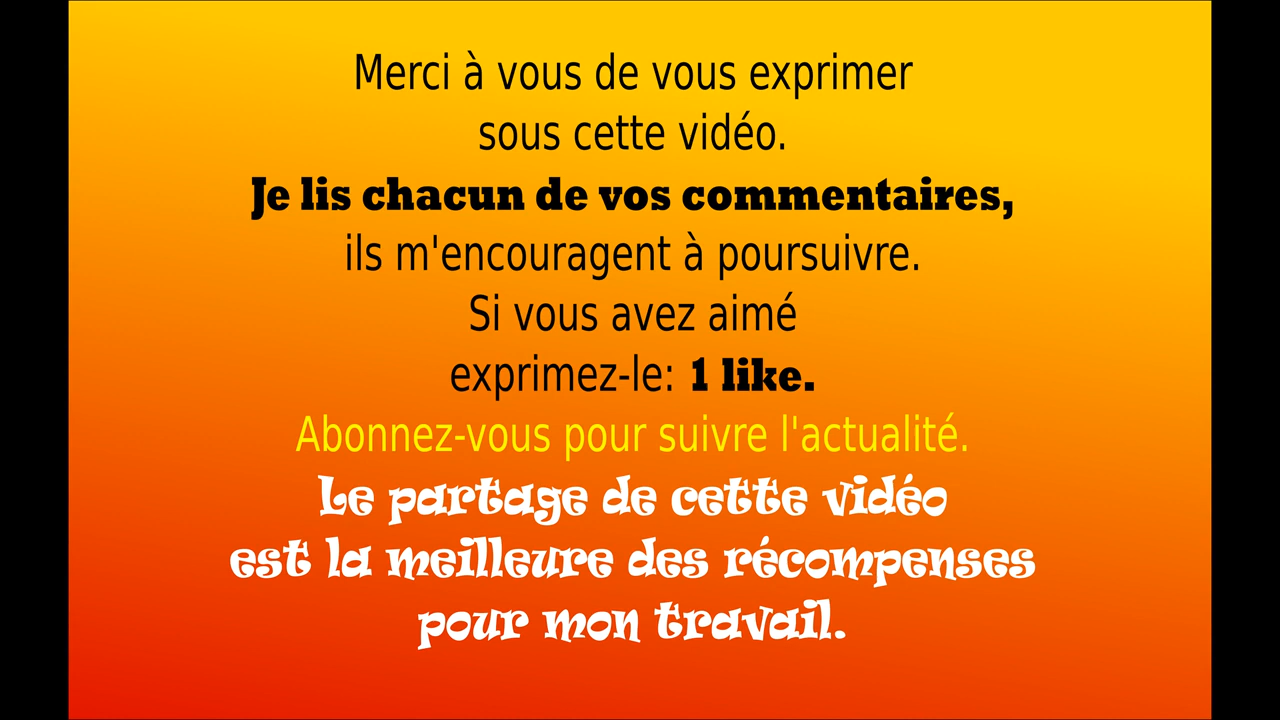 Merci à vous de vous exprimer
sous cette vidéo.
Je lis chacun de vos commentaires,
ils m'encouragent à poursuivre.
Si vous avez aimé
exprimez-le: 1 like.
Abonnez-vous pour suivre l'actualité.
Le partage de cette vidéo
est la meilleure des récompenses
pour mon travail.